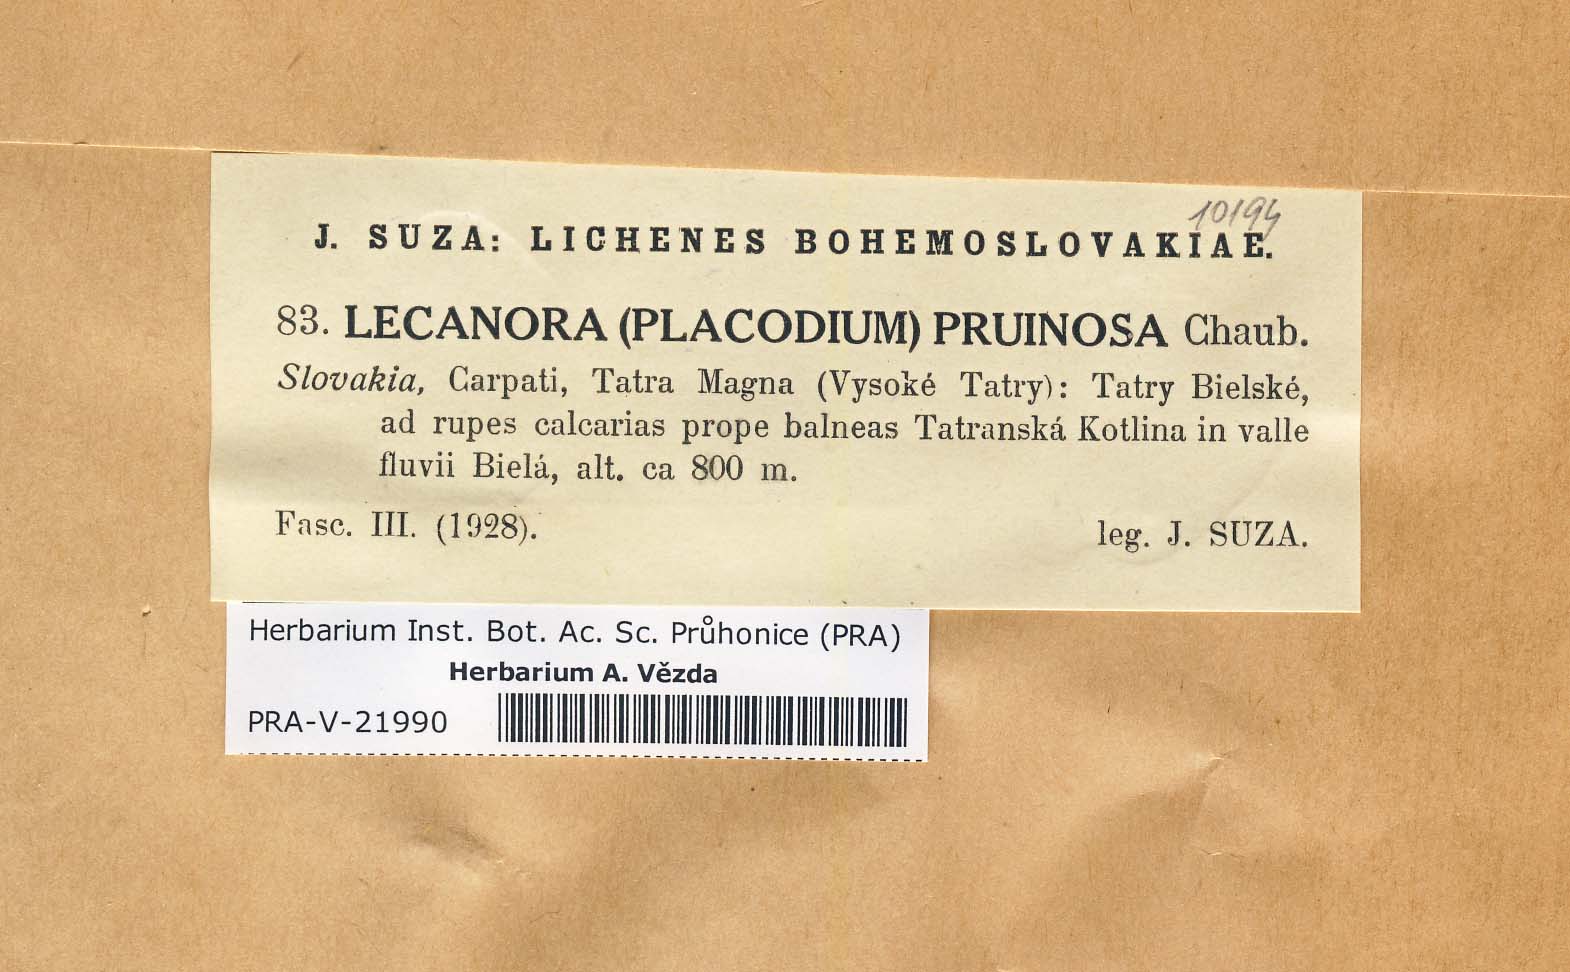 10194
J. SUZA: LICHENES BOHEMOSLOVAKIAE.
83. LECANORA (PLACODIUM) PRUINOSA Chaub.
Slovakia, Carpati, Tatra Magna (Vysoké Tatry): Tatry Bielské,
ad rupes calcarias prope balneas Tatranská Kotlina in valle
fluvii Bielá, alt. ca 800 m.
Fasc. III. (1928). leg. J. SUZA.
Herbarium Inst. Bot. Ac. Sc. Průhonice (PRA)
Herbarium A. Vězda
PRA-V-21990